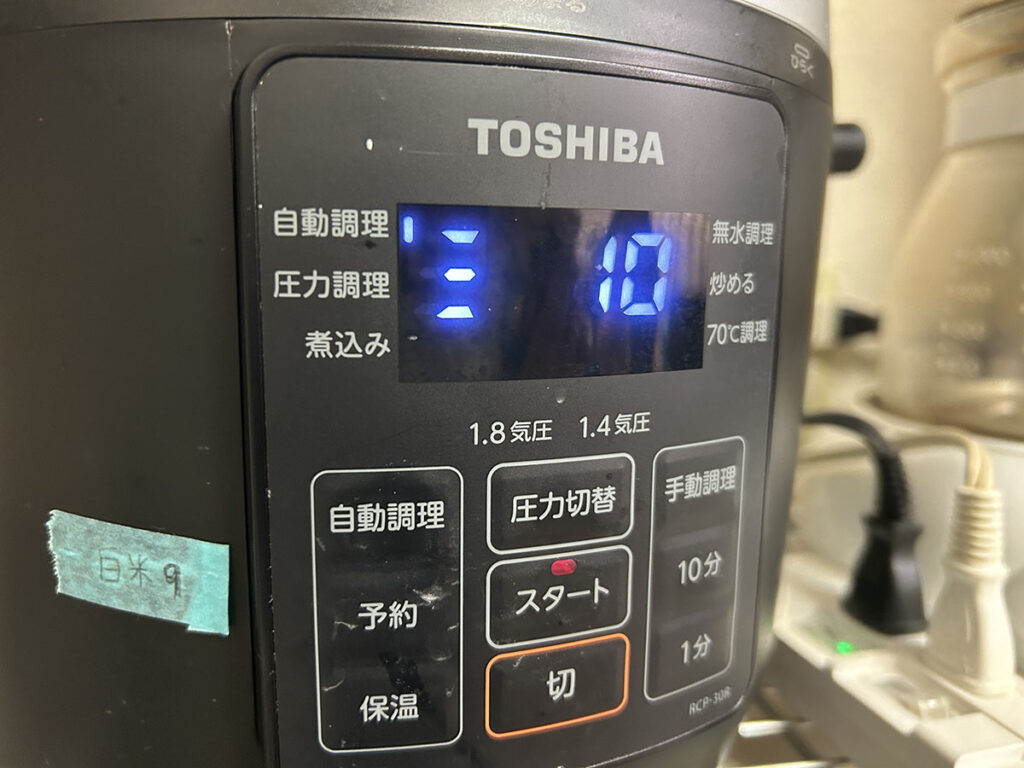 ひらく
TOSHIBA
自動調理
圧力調理
煮込み
10
無水調理
炒める
70℃調理
1.8気圧 1.4気圧
自動調理
予約
保温
圧力切替
スタート
切
手動調理
10分
1分
RCP-30R
白米 9